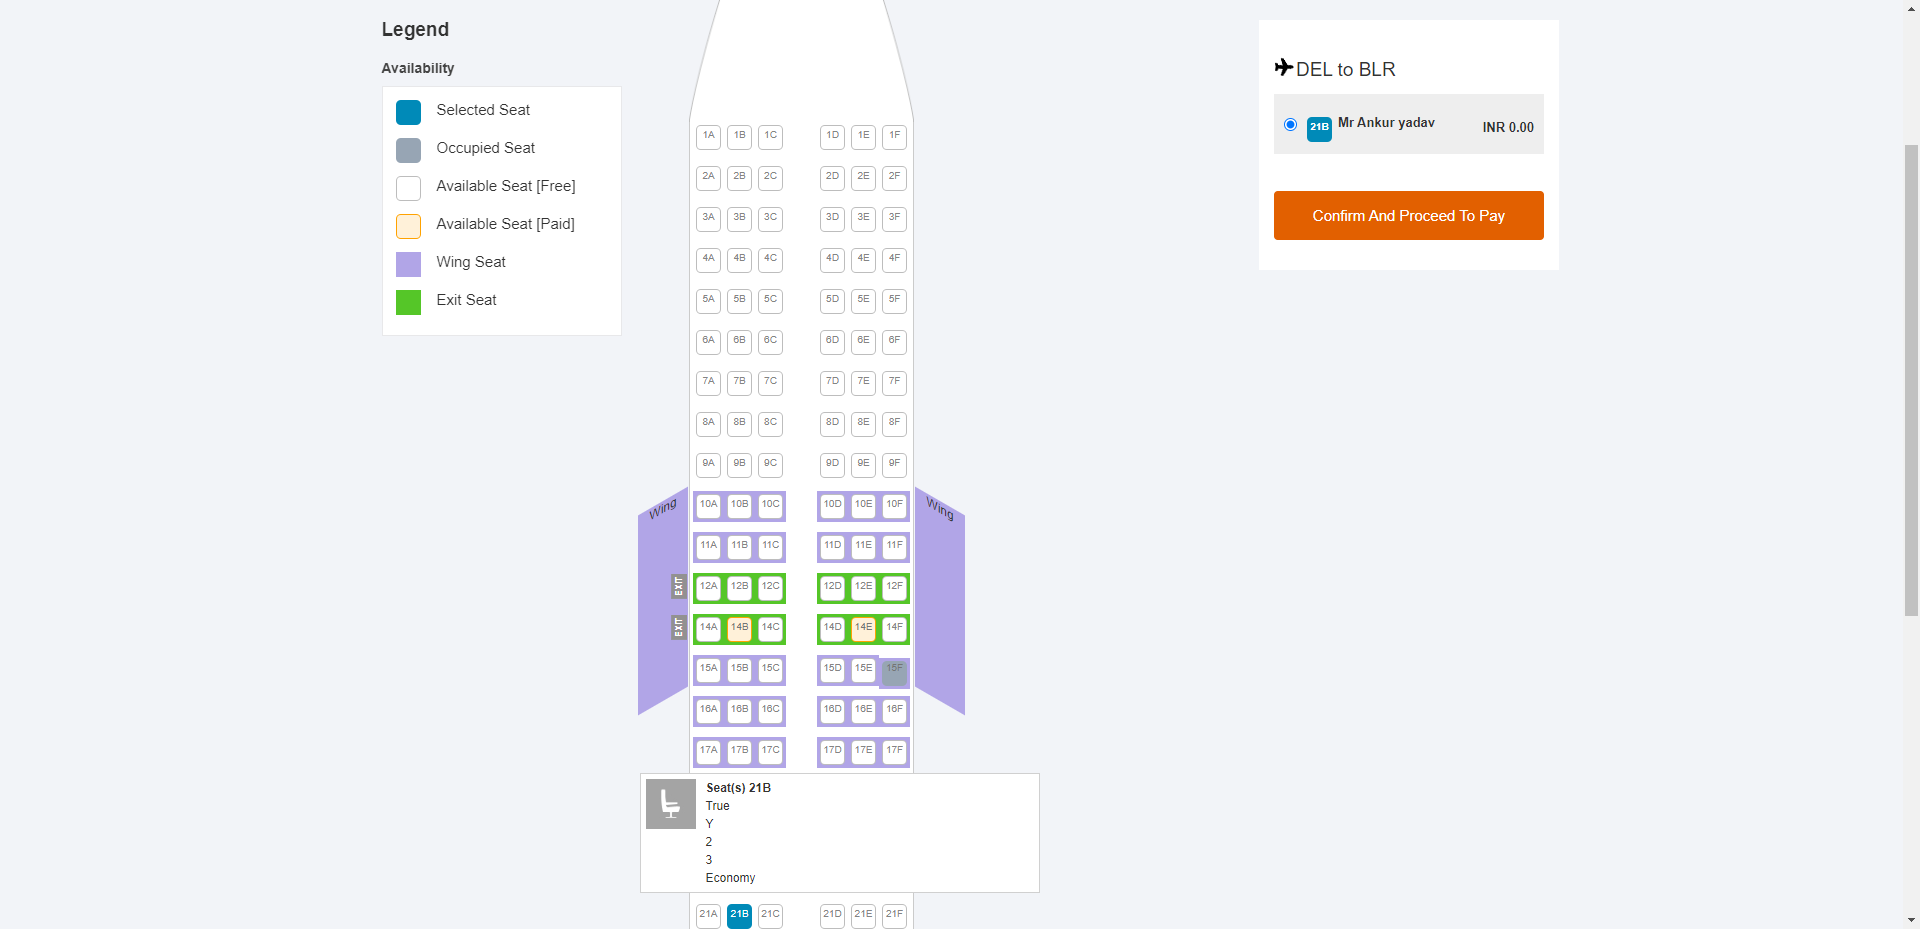 Legend
Availability
Selected Seat
Occupied Seat
Available Seat [Free]
Available Seat [Paid]
Wing Seat
Exit Seat
1A 1B 1C 1D 1E 1F
2A 2B 2C 2D 2E 2F
3A 3B 3C 3D 3E 3F
4A 4B 4C 4D 4E 4F
5A 5B 5C 5D 5E 5F
6A 6B 6C 6D 6E 6F
7A 7B 7C 7D 7E 7F
8A 8B 8C 8D 8E 8F
9A 9B 9C 9D 9E 9F
Wing 10A 10B 10C 10D 10E 10F Wing
11A 11B 11C 11D 11E 11F
EXIT 12A 12B 12C 12D 12E 12F
EXIT 14A 14B 14C 14D 14E 14F
15A 15B 15C 15D 15E 15F
16A 16B 16C 16D 16E 16F
17A 17B 17C 17D 17E 17F
Seat(s) 21B
True
Y
2
3
Economy
21A 21B 21C 21D 21E 21F
DEL to BLR
21B Mr Ankur yadav INR 0.00
Confirm And Proceed To Pay